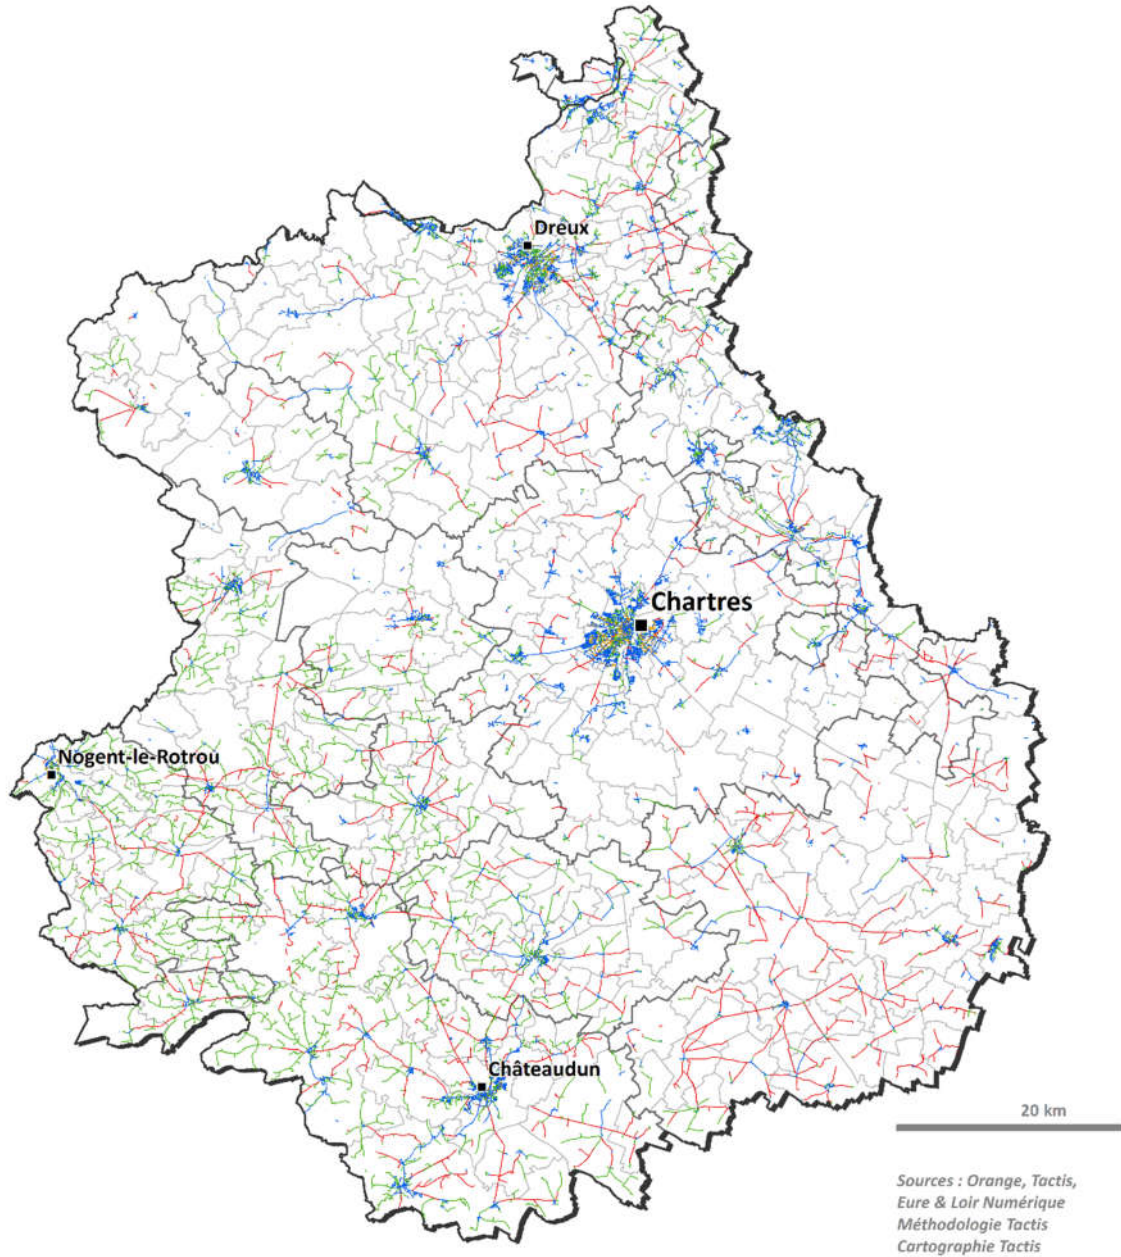 Dreux
Chartres
Nogent-le-Rotrou
Châteaudun
20 km
Sources : Orange, Tactis,
Eure & Loir Numérique
Méthodologie Tactis
Cartographie Tactis